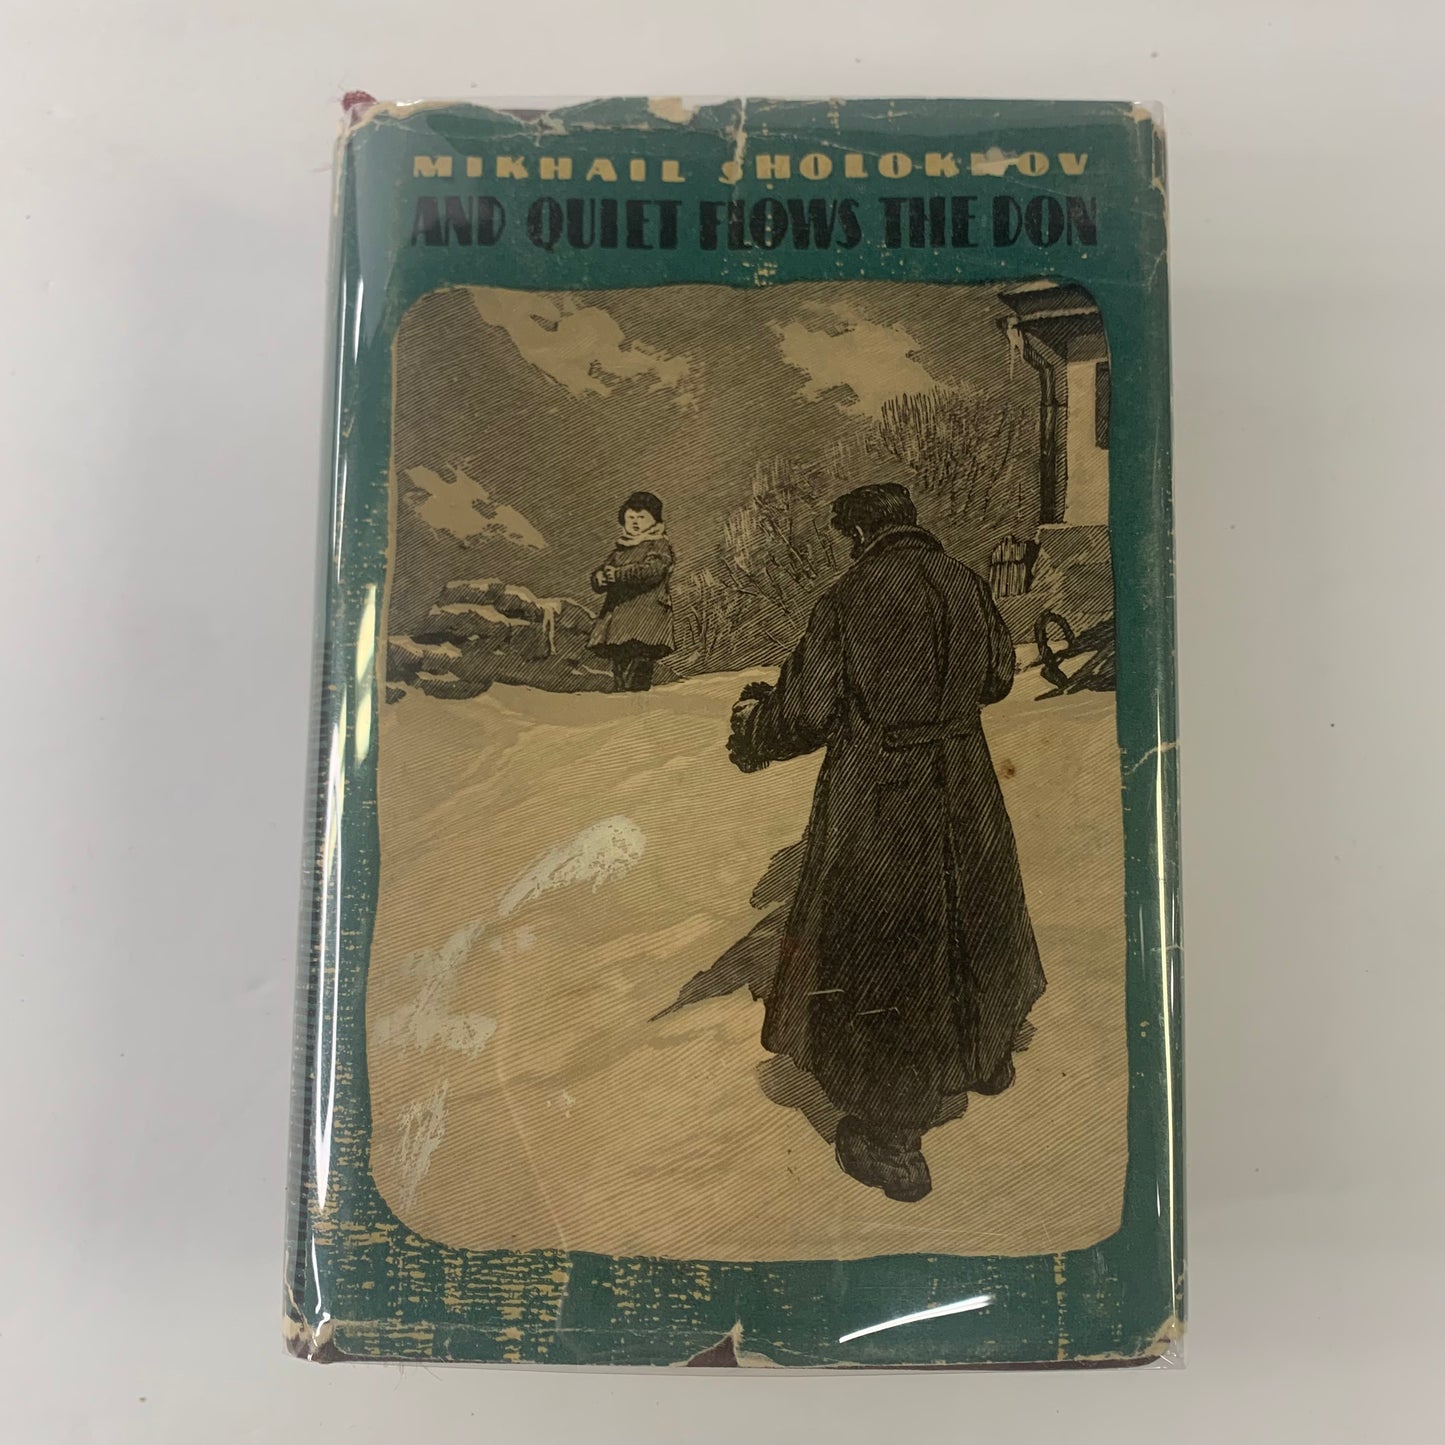 MIKHAIL SHOLOKHOV
AND QUIET FLOWS THE DON